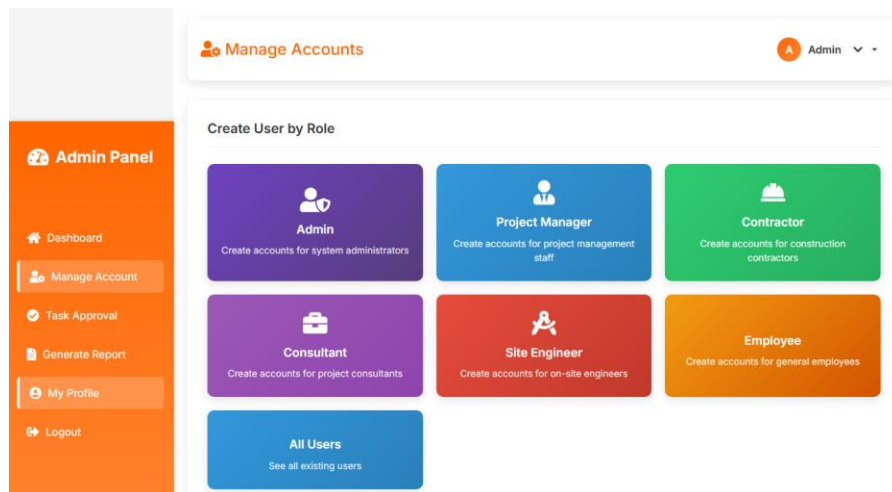 Manage Accounts
A Admin
Admin Panel
Dashboard
Manage Account
Task Approval
Generate Report
My Profile
Logout
Create User by Role
Admin
Create accounts for system administrators
Project Manager
Create accounts for project management
staff
Contractor
Create accounts for construction
contractors
Consultant
Create accounts for project consultants
Site Engineer
Create accounts for on-site engineers
Employee
Create accounts for general employees
All Users
See all existing users